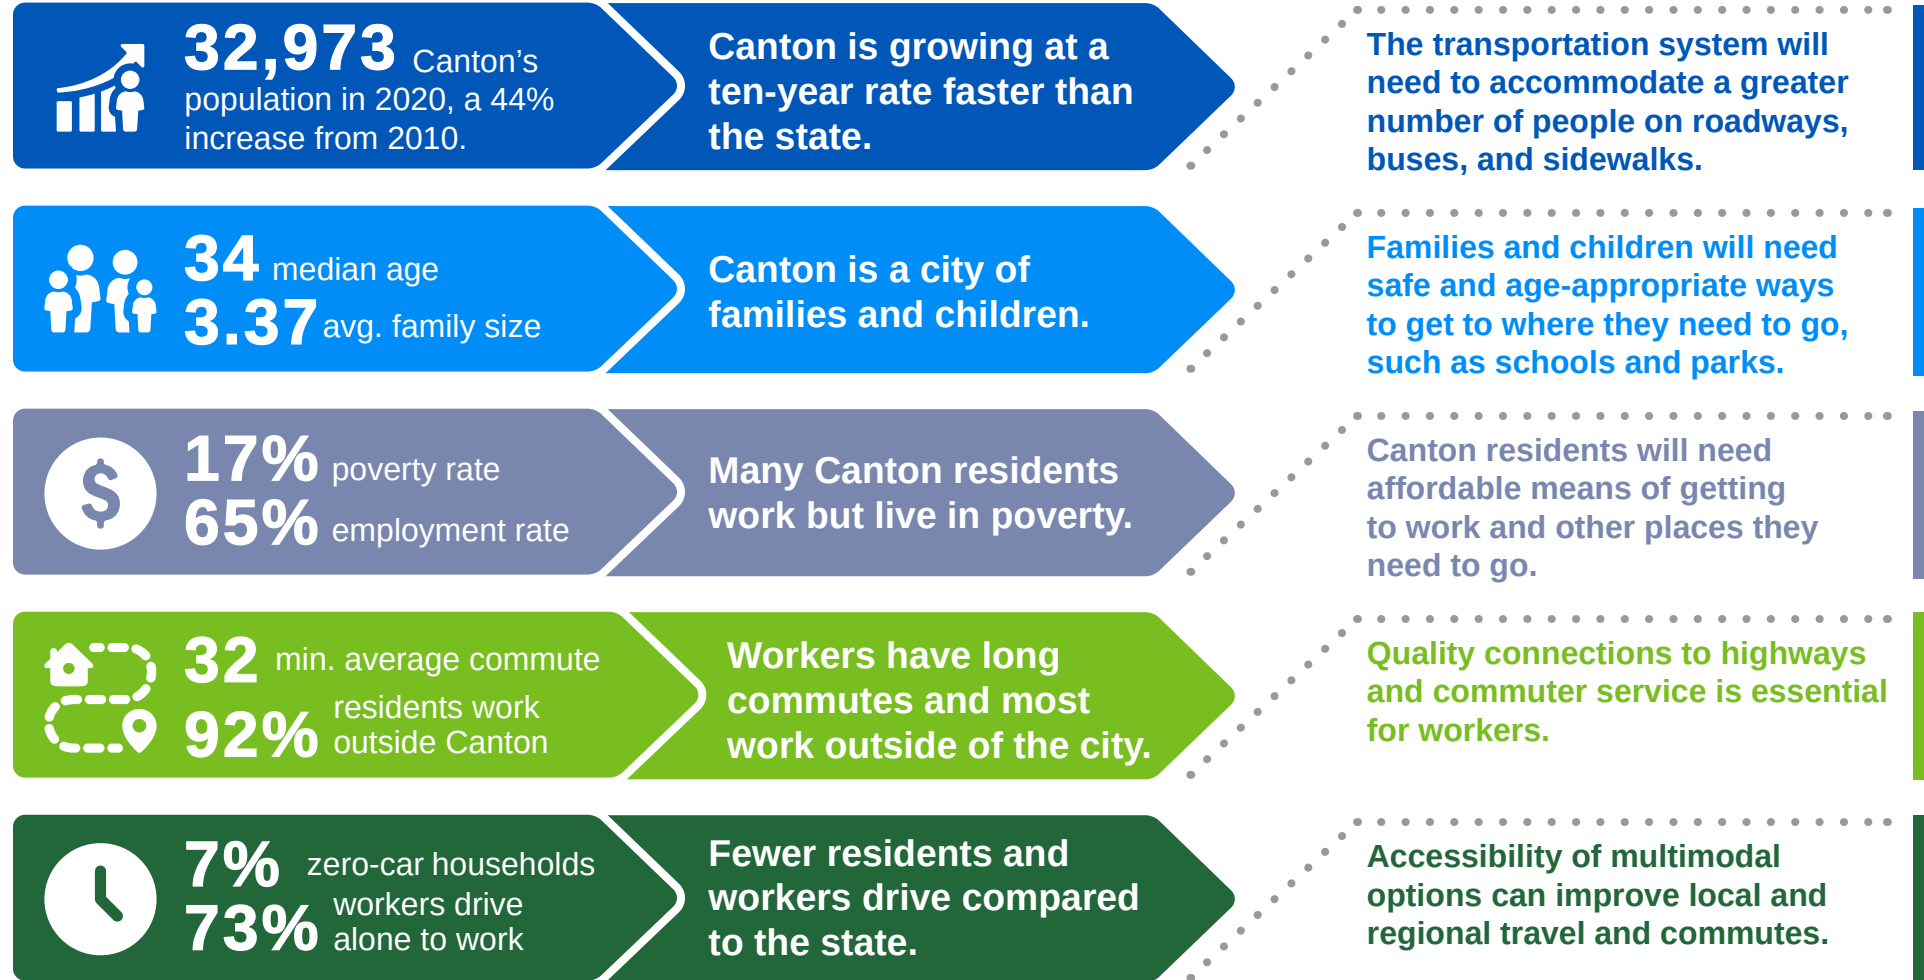 32,973 Canton’s
population in 2020, a 44%
increase from 2010.
Canton is growing at a
ten-year rate faster than
the state.
The transportation system will
need to accommodate a greater
number of people on roadways,
buses, and sidewalks.
34 median age
3.37 avg. family size
Canton is a city of
families and children.
Families and children will need
safe and age-appropriate ways
to get to where they need to go,
such as schools and parks.
17% poverty rate
65% employment rate
Many Canton residents
work but live in poverty.
Canton residents will need
affordable means of getting
to work and other places they
need to go.
32 min. average commute
92% residents work
outside Canton
Workers have long
commutes and most
work outside of the city.
Quality connections to highways
and commuter service is essential
for workers.
7% zero-car households
73% workers drive
alone to work
Fewer residents and
workers drive compared
to the state.
Accessibility of multimodal
options can improve local and
regional travel and commutes.